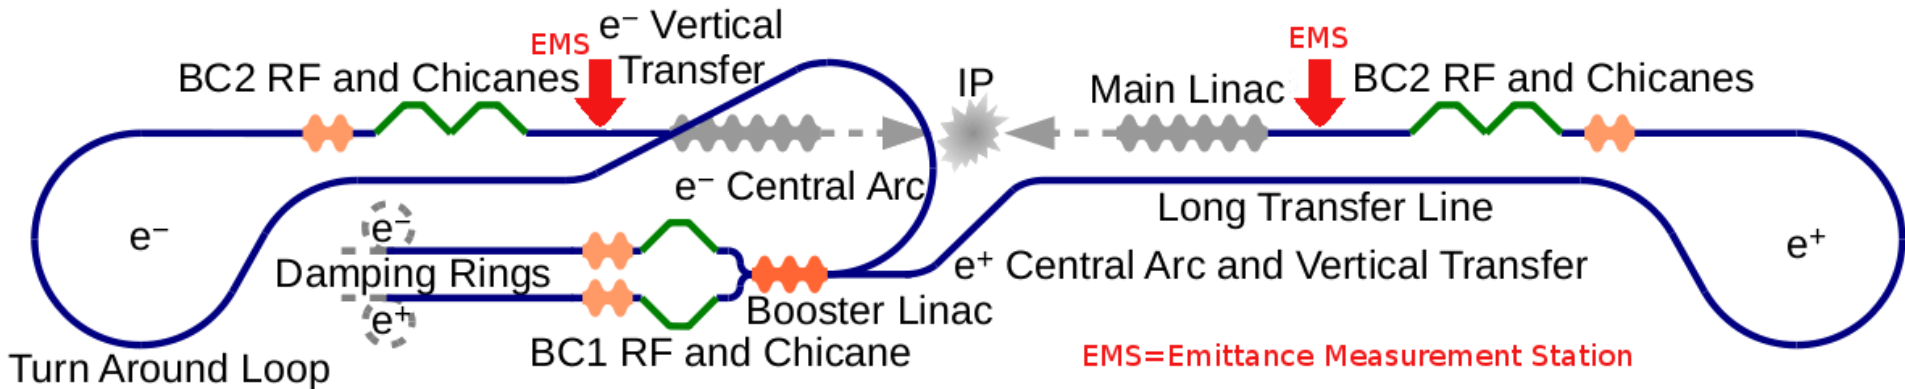 e⁻ Vertical
Transfer
EMS
BC2 RF and Chicanes
IP
EMS
Main Linac
BC2 RF and Chicanes
e⁻ Central Arc
Long Transfer Line
e⁻
e⁻
Damping Rings
e⁺
e⁺ Central Arc and Vertical Transfer
e⁺
Booster Linac
BC1 RF and Chicane
Turn Around Loop
EMS=Emittance Measurement Station